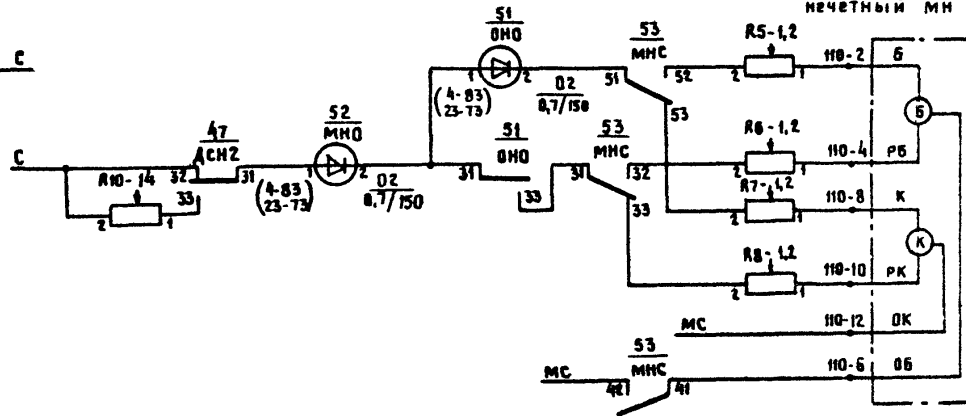 нечетный мн
51
ОНО
1 2
(4-83
23-73)
02
0,7/150
53
МНС
51 52
53
R5-1,2
2 1
110-2 Б
С
Б
С
R10-14
2 1
47
ДСН2
32 31
33
(4-83
23-73)
52
МНО
1 2
02
0,7/150
51
ОНО
31
33
53
МНС
31 32
33
R6-1,2
2 1
110-4 РБ
R7-1,2
2 1
110-8 К
К
R8-1,2
2 1
110-10 РК
МС 110-12 ОК
МС
53
МНС
42 41
110-6 ОБ